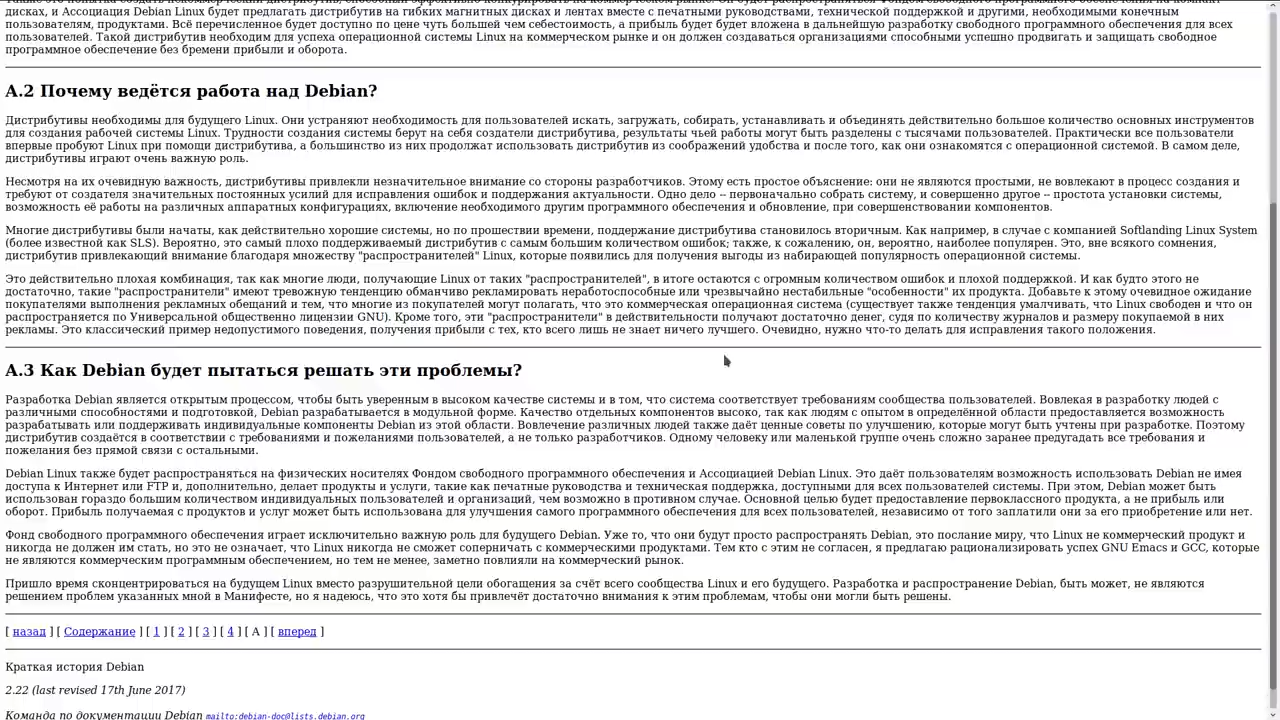 дисках, и Ассоциация Debian Linux будет предлагать дистрибутив на гибких магнитных дисках и лентах вместе с печатными руководствами, технической поддержкой и другими, необходимыми конечным
пользователям, продуктами. Всё перечисленное будет доступно по цене чуть большей чем себестоимость, а прибыль будет будет вложена в дальнейшую разработку свободного программного обеспечения для всех
пользователей. Такой дистрибутив необходим для успеха операционной системы Linux на коммерческом рынке и он должен создаваться организациями способными успешно продвигать и защищать свободное
программное обеспечение без бремени прибыли и оборота.
A.2 Почему ведётся работа над Debian?
Дистрибутивы необходимы для будущего Linux. Они устраняют необходимость для пользователей искать, загружать, собирать, устанавливать и объединять действительно большое количество основных инструментов
для создания рабочей системы Linux. Трудности создания системы берут на себя создатели дистрибутива, результаты чьей работы могут быть разделены с тысячами пользователей. Практически все пользователи
впервые пробуют Linux при помощи дистрибутива, а большинство из них продолжат использовать дистрибутив из соображений удобства и после того, как они ознакомятся с операционной системой. В самом деле,
дистрибутивы играют очень важную роль.
Несмотря на их очевидную важность, дистрибутивы привлекли незначительное внимание со стороны разработчиков. Этому есть простое объяснение: они не являются простыми, не вовлекают в процесс создания и
требуют от создателя значительных постоянных усилий для исправления ошибок и поддержания актуальности. Одно дело -- первоначально собрать систему, и совершенно другое -- простота установки системы,
возможность её работы на различных аппаратных конфигурациях, включение необходимого другим программного обеспечения и обновление, при совершенствовании компонентов.
Многие дистрибутивы были начаты, как действительно хорошие системы, но по прошествии времени, поддержание дистрибутива становилось вторичным. Как например, в случае с компанией Softlanding Linux System
(более известной как SLS). Вероятно, это самый плохо поддерживаемый дистрибутив с самым большим количеством ошибок; также, к сожалению, он, вероятно, наиболее популярен. Это, вне всякого сомнения,
дистрибутив привлекающий внимание благодаря множеству "распространителей" Linux, которые появились для получения выгоды из набирающей популярность операционной системы.
Это действительно плохая комбинация, так как многие люди, получающие Linux от таких "распространителей", в итоге остаются с огромным количеством ошибок и плохой поддержкой. И как будто этого не
достаточно, такие "распространители" имеют тревожную тенденцию обманчиво рекламировать неработоспособные или чрезвычайно нестабильные "особенности" их продукта. Добавьте к этому очевидное ожидание
покупателями выполнения рекламных обещаний и тем, что многие из покупателей могут полагать, что это коммерческая операционная система (существует также тенденция умалчивать, что Linux свободен и что он
распространяется по Универсальной общественно лицензии GNU). Кроме того, эти "распространители" в действительности получают достаточно денег, судя по количеству журналов и размеру покупаемой в них
рекламы. Это классический пример недопустимого поведения, получения прибыли с тех, кто всего лишь не знает ничего лучшего. Очевидно, нужно что-то делать для исправления такого положения.
A.3 Как Debian будет пытаться решать эти проблемы?
Разработка Debian является открытым процессом, чтобы быть уверенным в высоком качестве системы и в том, что система соответствует требованиям сообщества пользователей. Вовлекая в разработку людей с
различными способностями и подготовкой, Debian разрабатывается в модульной форме. Качество отдельных компонентов высоко, так как людям с опытом в определённой области предоставляется возможность
разрабатывать или поддерживать индивидуальные компоненты Debian из этой области. Вовлечение различных людей также даёт ценные советы по улучшению, которые могут быть учтены при разработке. Поэтому
дистрибутив создаётся в соответствии с требованиями и пожеланиями пользователей, а не только разработчиков. Одному человеку или маленькой группе очень сложно заранее предугадать все требования и
пожелания без прямой связи с остальными.
Debian Linux также будет распространяться на физических носителях Фондом свободного программного обеспечения и Ассоциацией Debian Linux. Это даёт пользователям возможность использовать Debian не имея
доступа к Интернет или FTP и, дополнительно, делает продукты и услуги, такие как печатные руководства и техническая поддержка, доступными для всех пользователей системы. При этом, Debian может быть
использован гораздо большим количеством индивидуальных пользователей и организаций, чем возможно в противном случае. Основной целью будет предоставление первоклассного продукта, а не прибыль или
оборот. Прибыль получаемая с продуктов и услуг может быть использована для улучшения самого программного обеспечения для всех пользователей, независимо от того заплатили они за его приобретение или нет.
Фонд свободного программного обеспечения играет исключительно важную роль для будущего Debian. Уже то, что они будут просто распространять Debian, это послание миру, что Linux не коммерческий продукт и
никогда не должен им стать, но это не означает, что Linux никогда не сможет соперничать с коммерческими продуктами. Тем кто с этим не согласен, я предлагаю рационализировать успех GNU Emacs и GCC, которые
не являются коммерческим программным обеспечением, но тем не менее, заметно повлияли на коммерческий рынок.
Пришло время сконцентрироваться на будущем Linux вместо разрушительной цели обогащения за счёт всего сообщества Linux и его будущего. Разработка и распространение Debian, быть может, не являются
решением проблем указанных мной в Манифесте, но я надеюсь, что это хотя бы привлечёт достаточно внимания к этим проблемам, чтобы они могли быть решены.
[ назад ] [ Содержание ] [ 1 ] [ 2 ] [ 3 ] [ 4 ] [ A ] [ вперед ]
Краткая история Debian
2.22 (last revised 17th June 2017)
Команда по документации Debian mailto:debian-doc@lists.debian.org